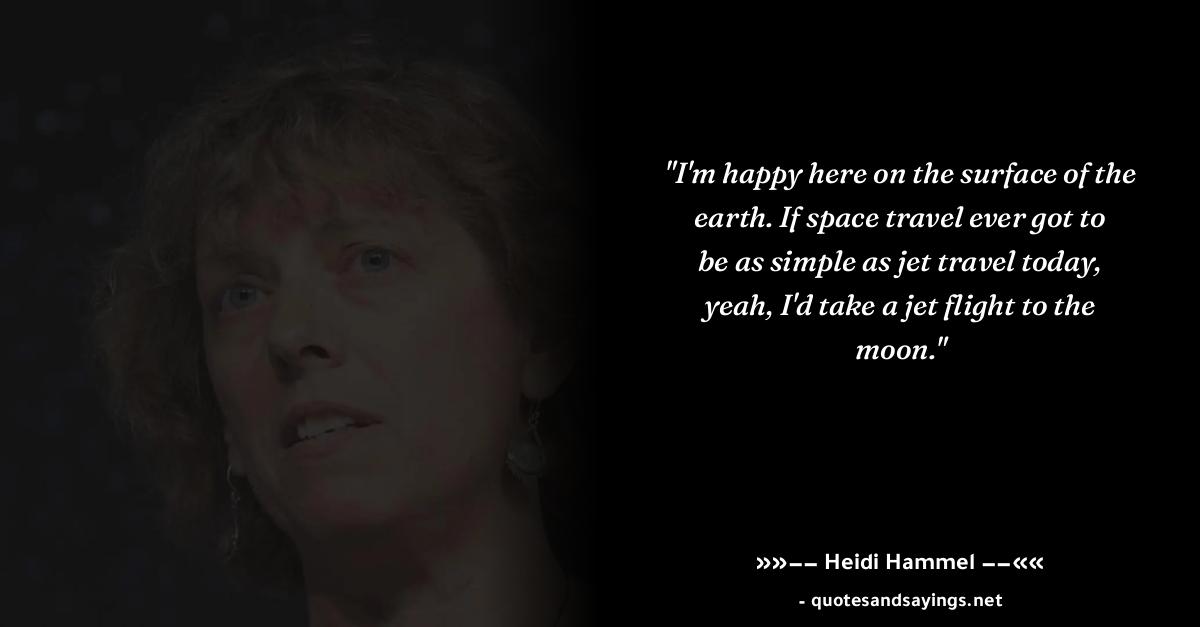 "I'm happy here on the surface of the
earth. If space travel ever got to
be as simple as jet travel today,
yeah, I'd take a jet flight to the
moon."
»»–– Heidi Hammel ––««
- quotesandsayings.net